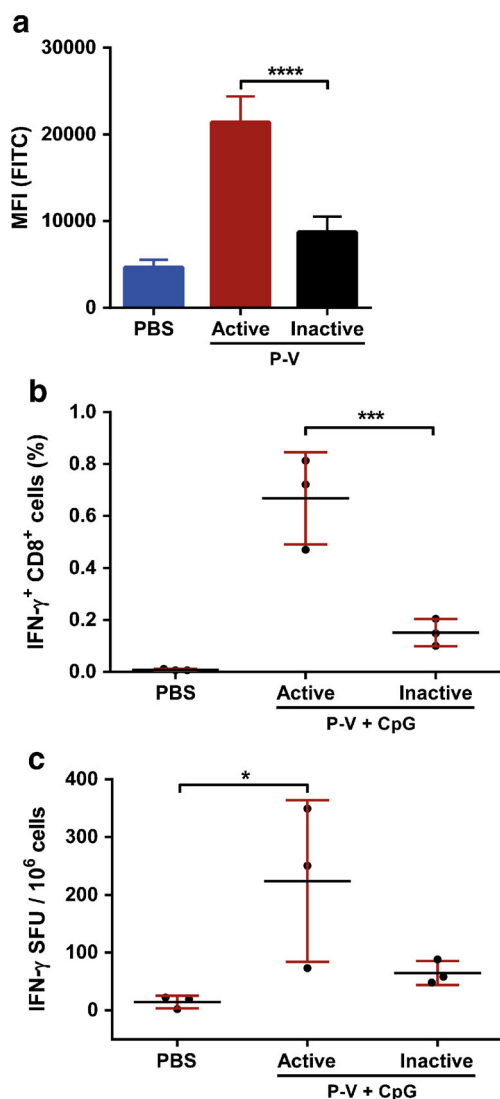 a
MFI (FITC)
30000
20000
10000
0
****
PBS
Active
Inactive
P-V
b
IFN-γ+ CD8+ cells (%)
1.0
0.8
0.6
0.4
0.2
0.0
***
PBS
Active
Inactive
P-V + CpG
c
IFN-γ SFU / 10⁶ cells
400
300
200
100
0
*
PBS
Active
Inactive
P-V + CpG